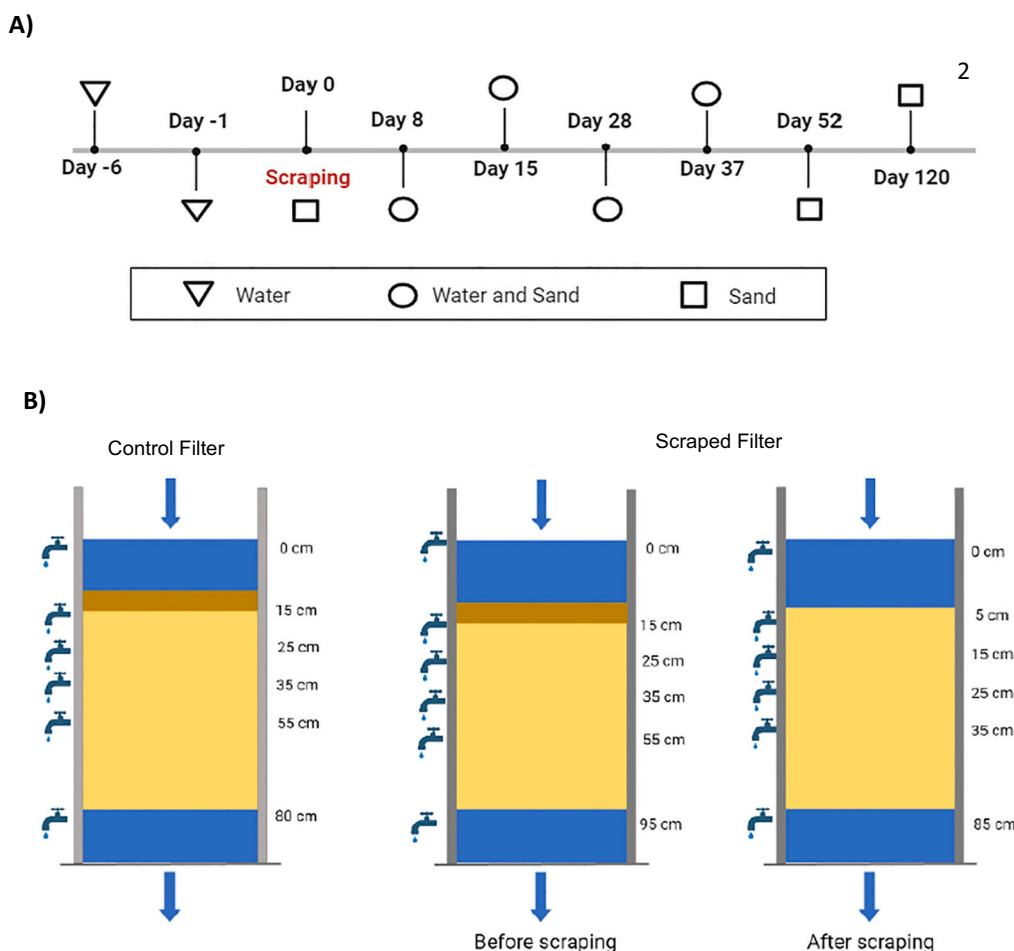 A)
2
Day 0
Day -1
Day 8
Day 28
Day 52
Day -6
Scraping
Day 15
Day 37
Day 120
Water
Water and Sand
Sand
B)
Control Filter
Scraped Filter
0 cm
15 cm
25 cm
35 cm
55 cm
80 cm
0 cm
15 cm
25 cm
35 cm
55 cm
95 cm
Before scraping
0 cm
5 cm
15 cm
25 cm
35 cm
85 cm
After scraping